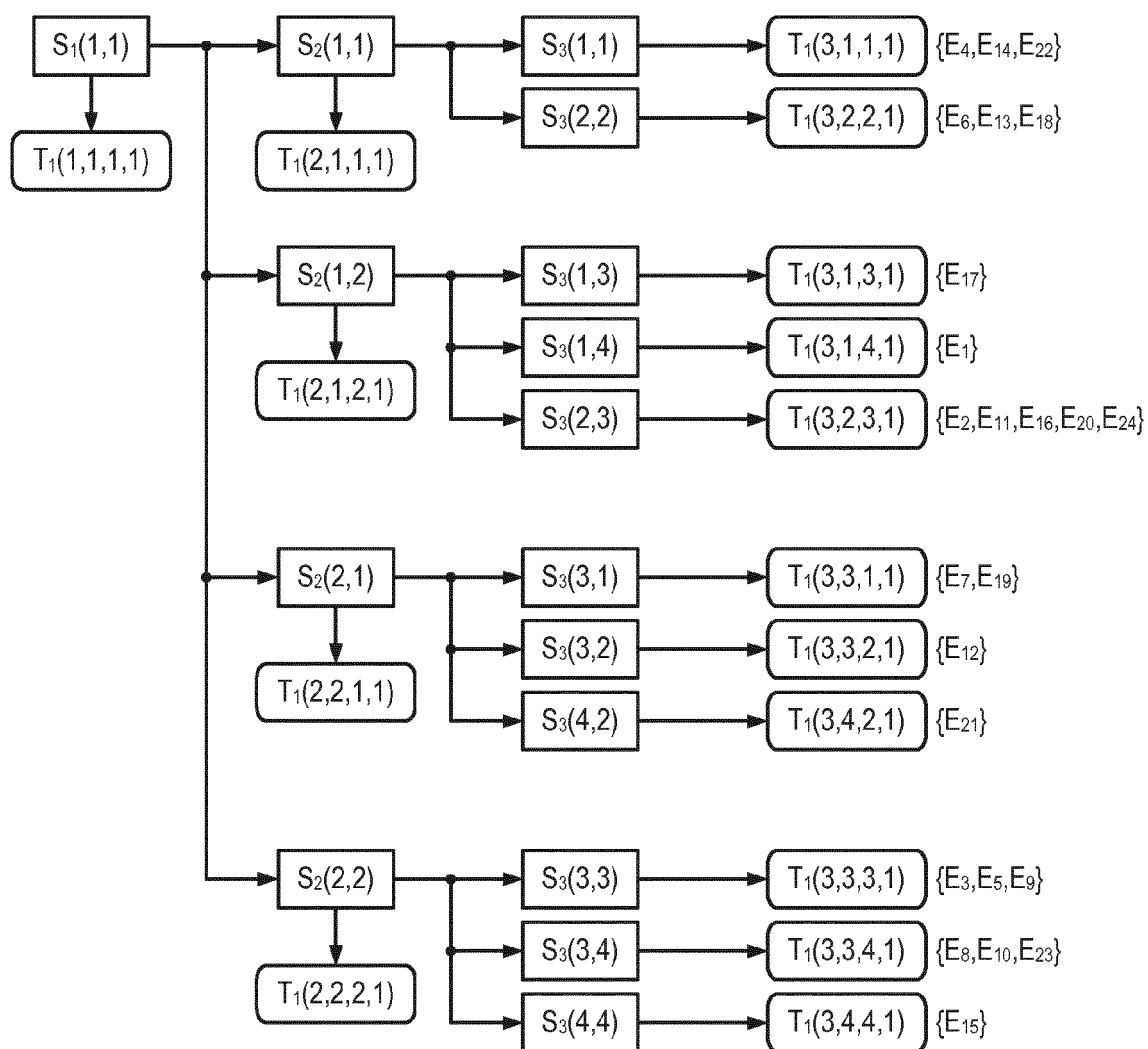 S₁(1,1) S₂(1,1) S₃(1,1) T₁(3,1,1,1) {E₄,E₁₄,E₂₂}
S₃(2,2) T₁(3,2,2,1) {E₆,E₁₃,E₁₈}
T₁(1,1,1,1) T₁(2,1,1,1)
S₂(1,2) S₃(1,3) T₁(3,1,3,1) {E₁₇}
S₃(1,4) T₁(3,1,4,1) {E₁}
T₁(2,1,2,1)
S₃(2,3) T₁(3,2,3,1) {E₂,E₁₁,E₁₆,E₂₀,E₂₄}
S₂(2,1) S₃(3,1) T₁(3,3,1,1) {E₇,E₁₉}
S₃(3,2) T₁(3,3,2,1) {E₁₂}
T₁(2,2,1,1)
S₃(4,2) T₁(3,4,2,1) {E₂₁}
S₂(2,2) S₃(3,3) T₁(3,3,3,1) {E₃,E₅,E₉}
S₃(3,4) T₁(3,3,4,1) {E₈,E₁₀,E₂₃}
T₁(2,2,2,1)
S₃(4,4) T₁(3,4,4,1) {E₁₅}